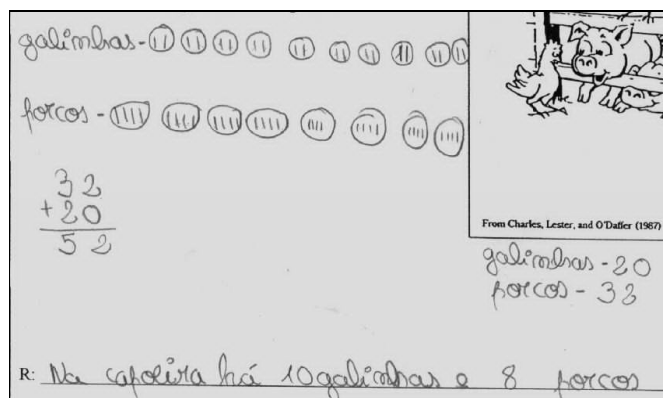 galinhas -
porcos -
32
+ 20
52
From Charles, Lester, and O'Daffer (1987)
galinhas - 20
porcos - 32
R: Na capoeira há 10 galinhas e 8 porcos